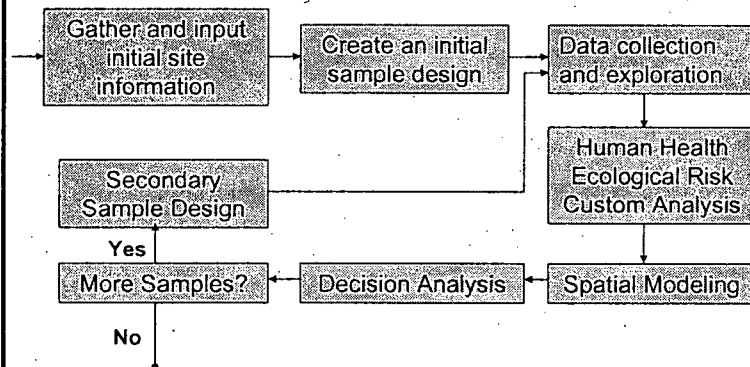 Gather and input
initial site
information
Create an initial
sample design
Data collection
and exploration
Human Health
Ecological Risk
Custom Analysis
Secondary
Sample Design
Yes
More Samples?
Decision Analysis
Spatial Modeling
No